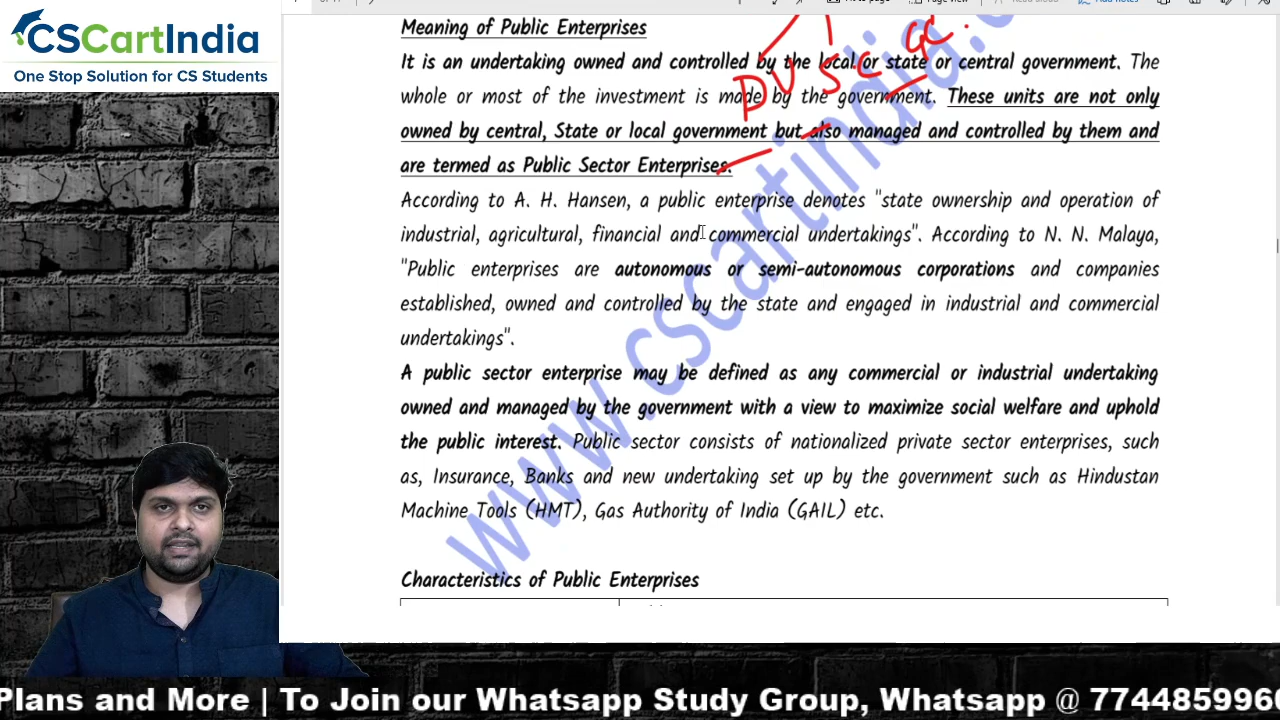 CSCartIndia
One Stop Solution for CS Students
Meaning of Public Enterprises
It is an undertaking owned and controlled by the local or state or central government. The
whole or most of the investment is made by the government. These units are not only
owned by central, State or local government but also managed and controlled by them and
are termed as Public Sector Enterprises.
DU SC GC
According to A. H. Hansen, a public enterprise denotes "state ownership and operation of
industrial, agricultural, financial and commercial undertakings". According to N. N. Malaya,
"Public enterprises are autonomous or semi-autonomous corporations and companies
established, owned and controlled by the state and engaged in industrial and commercial
undertakings".
A public sector enterprise may be defined as any commercial or industrial undertaking
owned and managed by the government with a view to maximize social welfare and uphold
the public interest. Public sector consists of nationalized private sector enterprises, such
as, Insurance, Banks and new undertaking set up by the government such as Hindustan
Machine Tools (HMT), Gas Authority of India (GAIL) etc.
Characteristics of Public Enterprises
www.cscartindia.c
Plans and More | To Join our Whatsapp Study Group, Whatsapp @ 7744859966